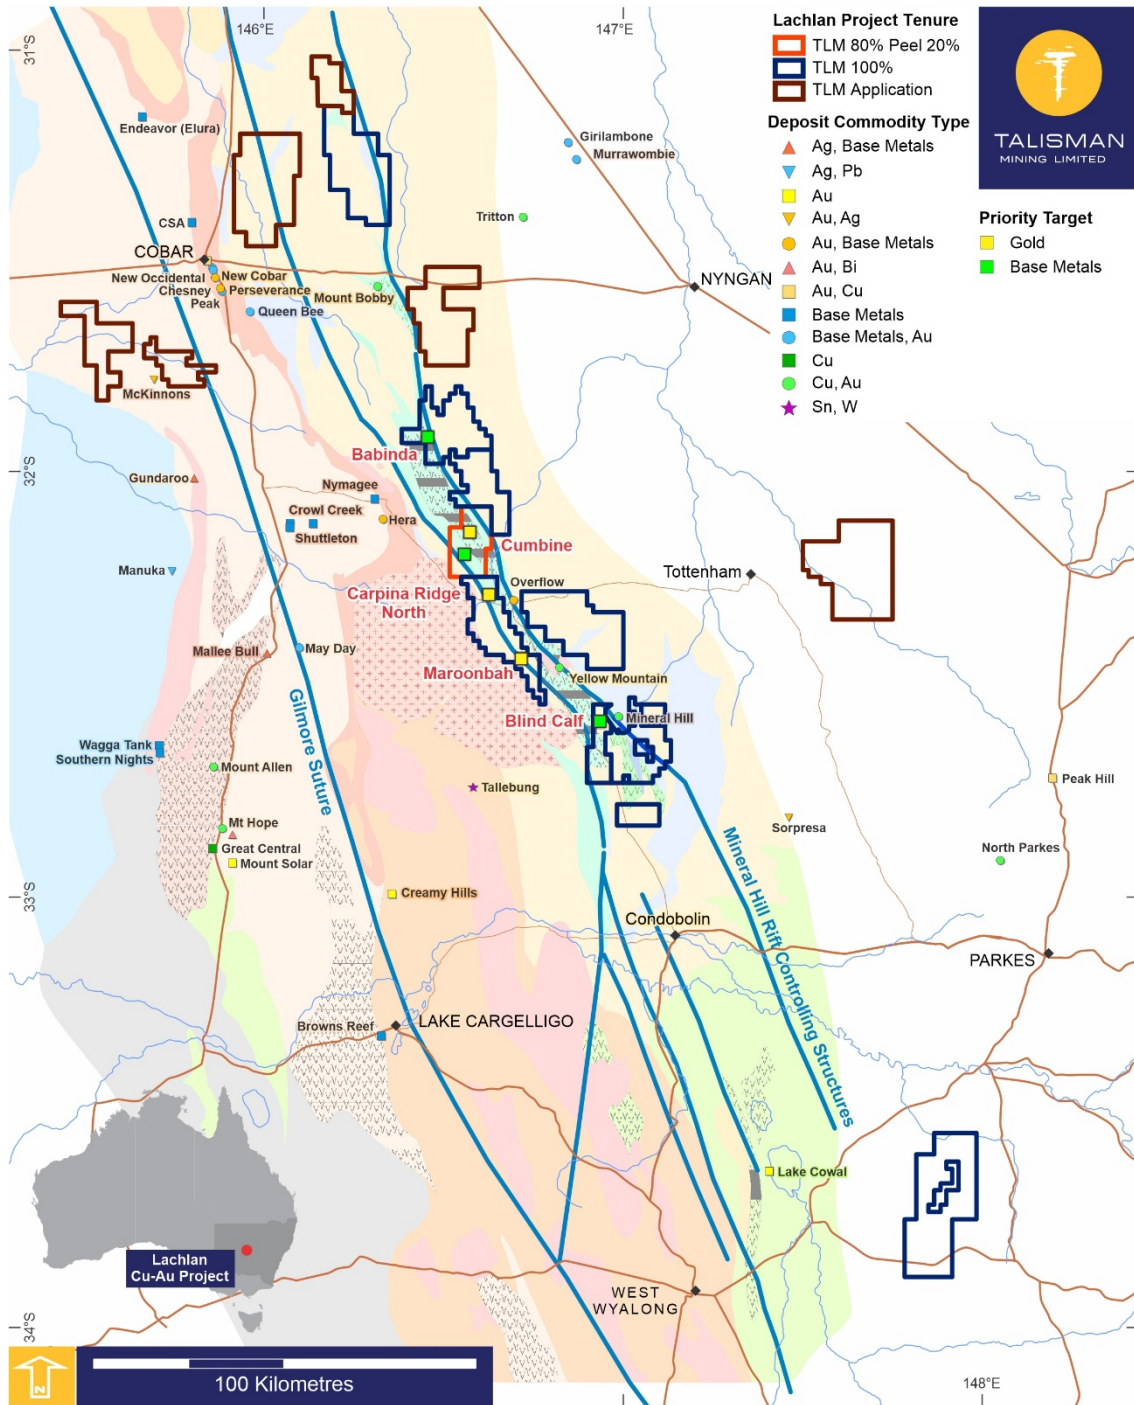 146°E
147°E
31°S
Lachlan Project Tenure
TLM 80% Peel 20%
TLM 100%
TLM Application
Deposit Commodity Type
Ag, Base Metals
Ag, Pb
Au
Au, Ag
Au, Base Metals
Au, Bi
Au, Cu
Base Metals
Base Metals, Au
Cu
Cu, Au
Sn, W
TALISMAN
MINING LIMITED
Priority Target
Gold
Base Metals
Endeavor (Elura)
Girilambone
Murrawombie
CSA
Tritton
COBAR
New Occidental
New Cobar
Chesney
Perseverance
Peak
Mount Bobby
NYNGAN
Queen Bee
McKinnons
Babinda
32°S
Gundaroo
Nymagee
Crowl Creek
Hera
Shuttleton
Cumbine
Manuka
Overflow
Tottenham
Carpina Ridge
North
Mallee Bull
May Day
Maroonbah
Yellow Mountain
Gilmore Suture
Blind Calf
Mineral Hill
Wagga Tank
Southern Nights
Mount Allen
Tallebung
Peak Hill
Mt Hope
Great Central
Mount Solar
Sorpresa
North Parkes
Mineral Hill Rift Controlling Structures
33°S
Creamy Hills
Condobolin
PARKES
Browns Reef
LAKE CARGELLIGO
Lake Cowal
Lachlan
Cu-Au Project
WEST
WYALONG
34°S
N
100 Kilometres
148°E